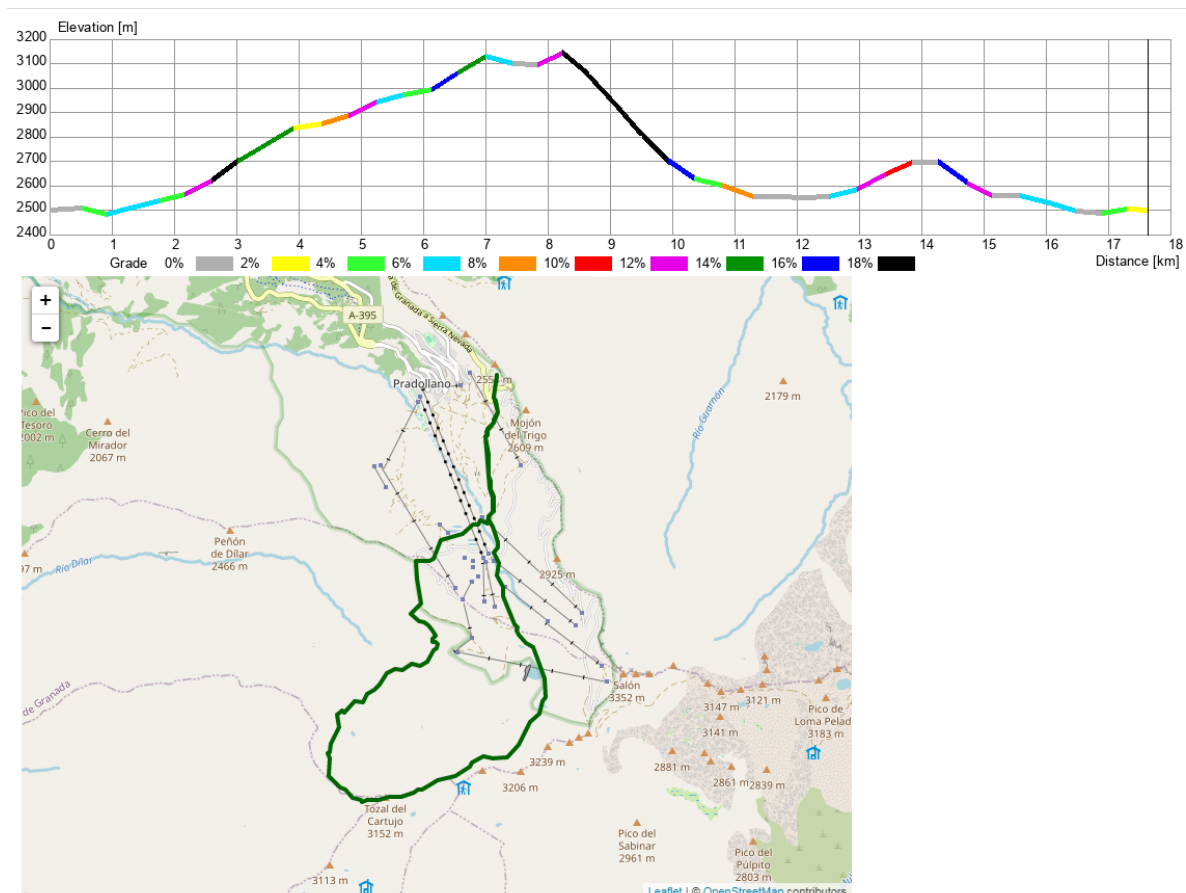 Elevation [m]
3200
3100
3000
2900
2800
2700
2600
2500
2400
0 1 2 3 4 5 6 7 8 9 10 11 12 13 14 15 16 17 18
Grade 0% 2% 4% 6% 8% 10% 12% 14% 16% 18% Distance [km]
+
−
A-395
de Granada a Sierra Nevada
Pradollano
2179 m
Río Guarnón
Pico del
Tesoro
2002 m
Cerro del
Mirador
2067 m
Mojón
del Trigo
2609 m
Peñón
de Dílar
2466 m
97 m
Río Dílar
2925 m
de Granada
Salón
3352 m
3147 m
3121 m
3141 m
Pico de
Loma Pelad
3183 m
3239 m
3206 m
2881 m
2861 m
2839 m
Tozal del
Cartujo
3152 m
Pico del
Sabinar
2961 m
Pico del
Púlpito
2803 m
3113 m
Leaflet | © OpenStreetMap contributors